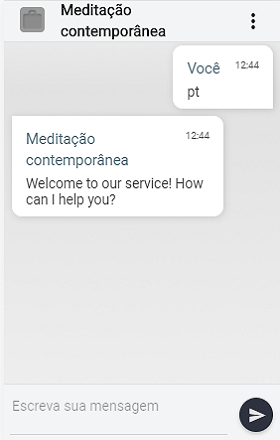 Meditação
contemporânea
Você 12:44
pt
Meditação 12:44
contemporânea
Welcome to our service! How
can I help you?
Escreva sua mensagem